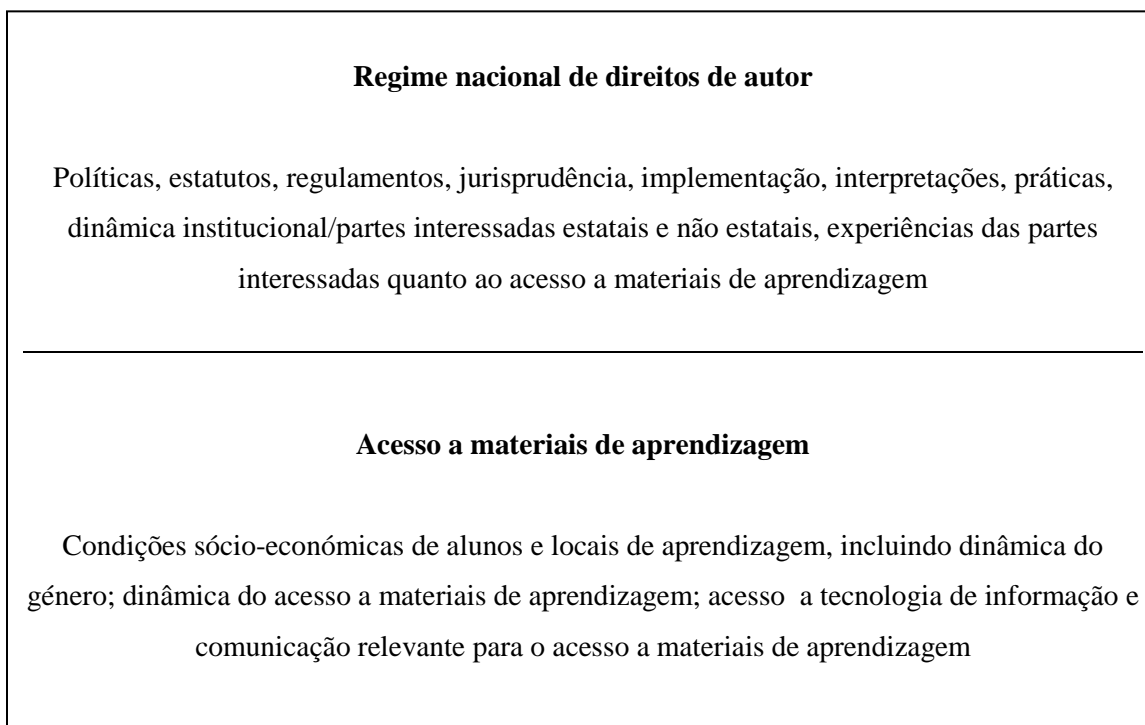 Regime nacional de direitos de autor
Políticas, estatutos, regulamentos, jurisprudência, implementação, interpretações, práticas,
dinâmica institucional/partes interessadas estatais e não estatais, experiências das partes
interessadas quanto ao acesso a materiais de aprendizagem
Acesso a materiais de aprendizagem
Condições sócio-económicas de alunos e locais de aprendizagem, incluindo dinâmica do
género; dinâmica do acesso a materiais de aprendizagem; acesso  a tecnologia de informação e
comunicação relevante para o acesso a materiais de aprendizagem